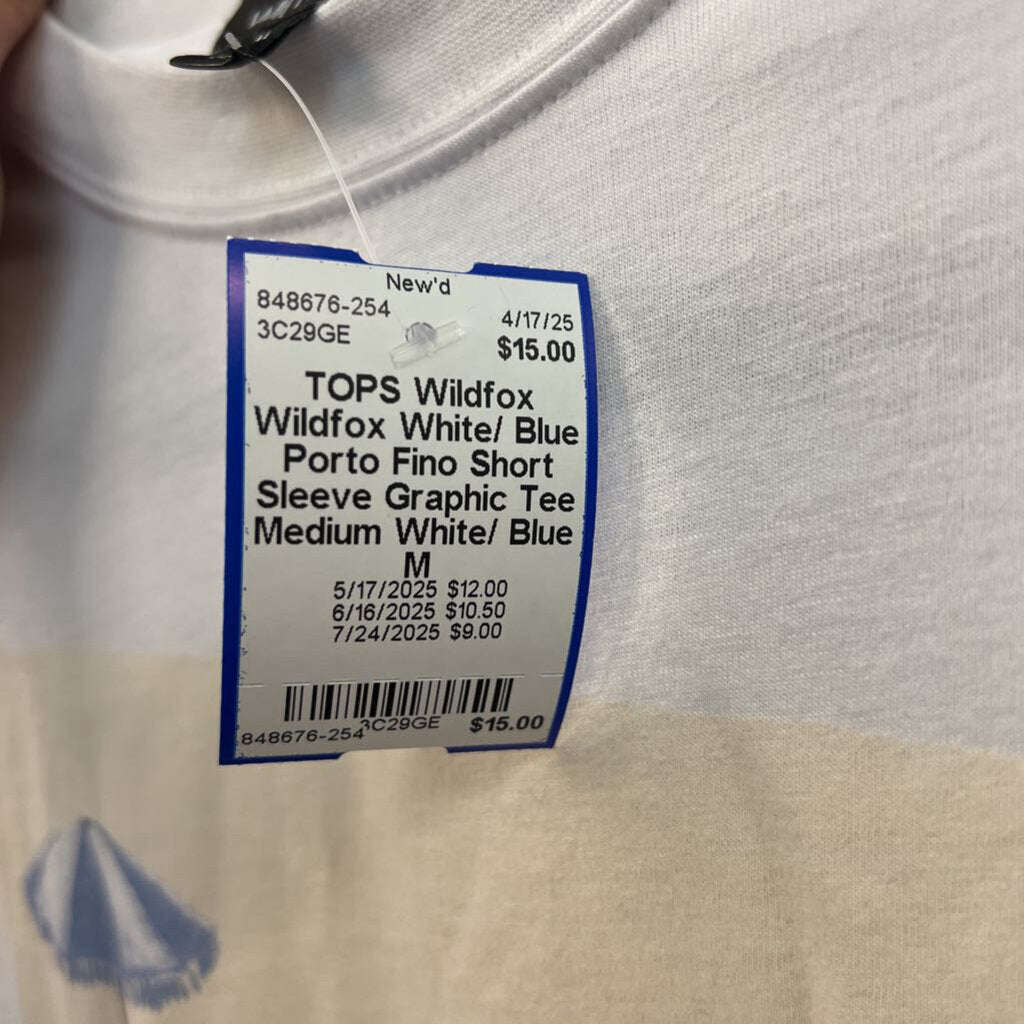 New'd
848676-254 4/17/25
3C29GE $15.00
TOPS Wildfox
Wildfox White/ Blue
Porto Fino Short
Sleeve Graphic Tee
Medium White/ Blue
M
5/17/2025 $12.00
6/16/2025 $10.50
7/24/2025 $9.00
848676-254 3C29GE $15.00